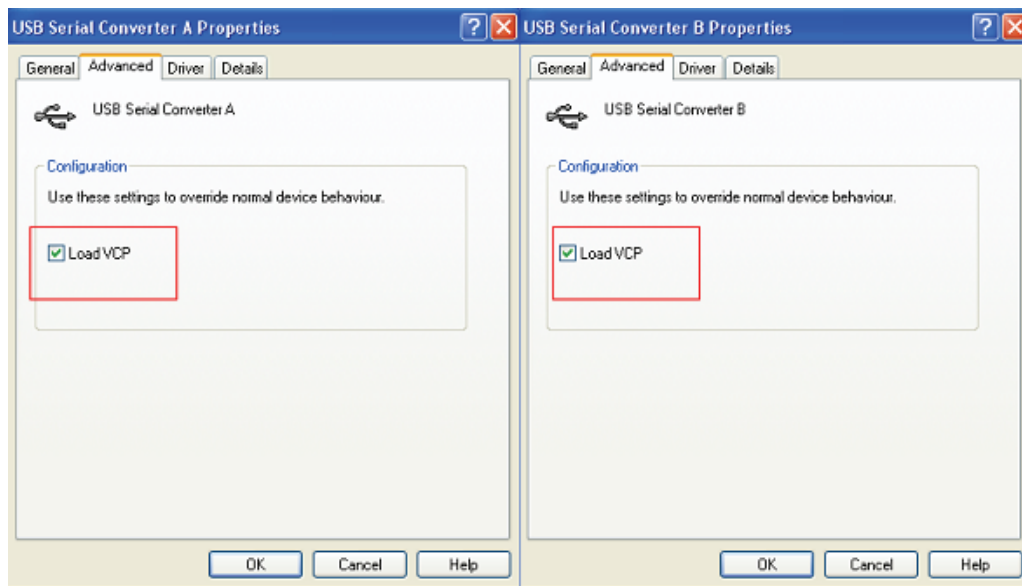 USB Serial Converter A Properties
General Advanced Driver Details
USB Serial Converter A
Configuration
Use these settings to override normal device behaviour.
Load VCP
OK Cancel Help
USB Serial Converter B Properties
General Advanced Driver Details
USB Serial Converter B
Configuration
Use these settings to override normal device behaviour.
Load VCP
OK Cancel Help